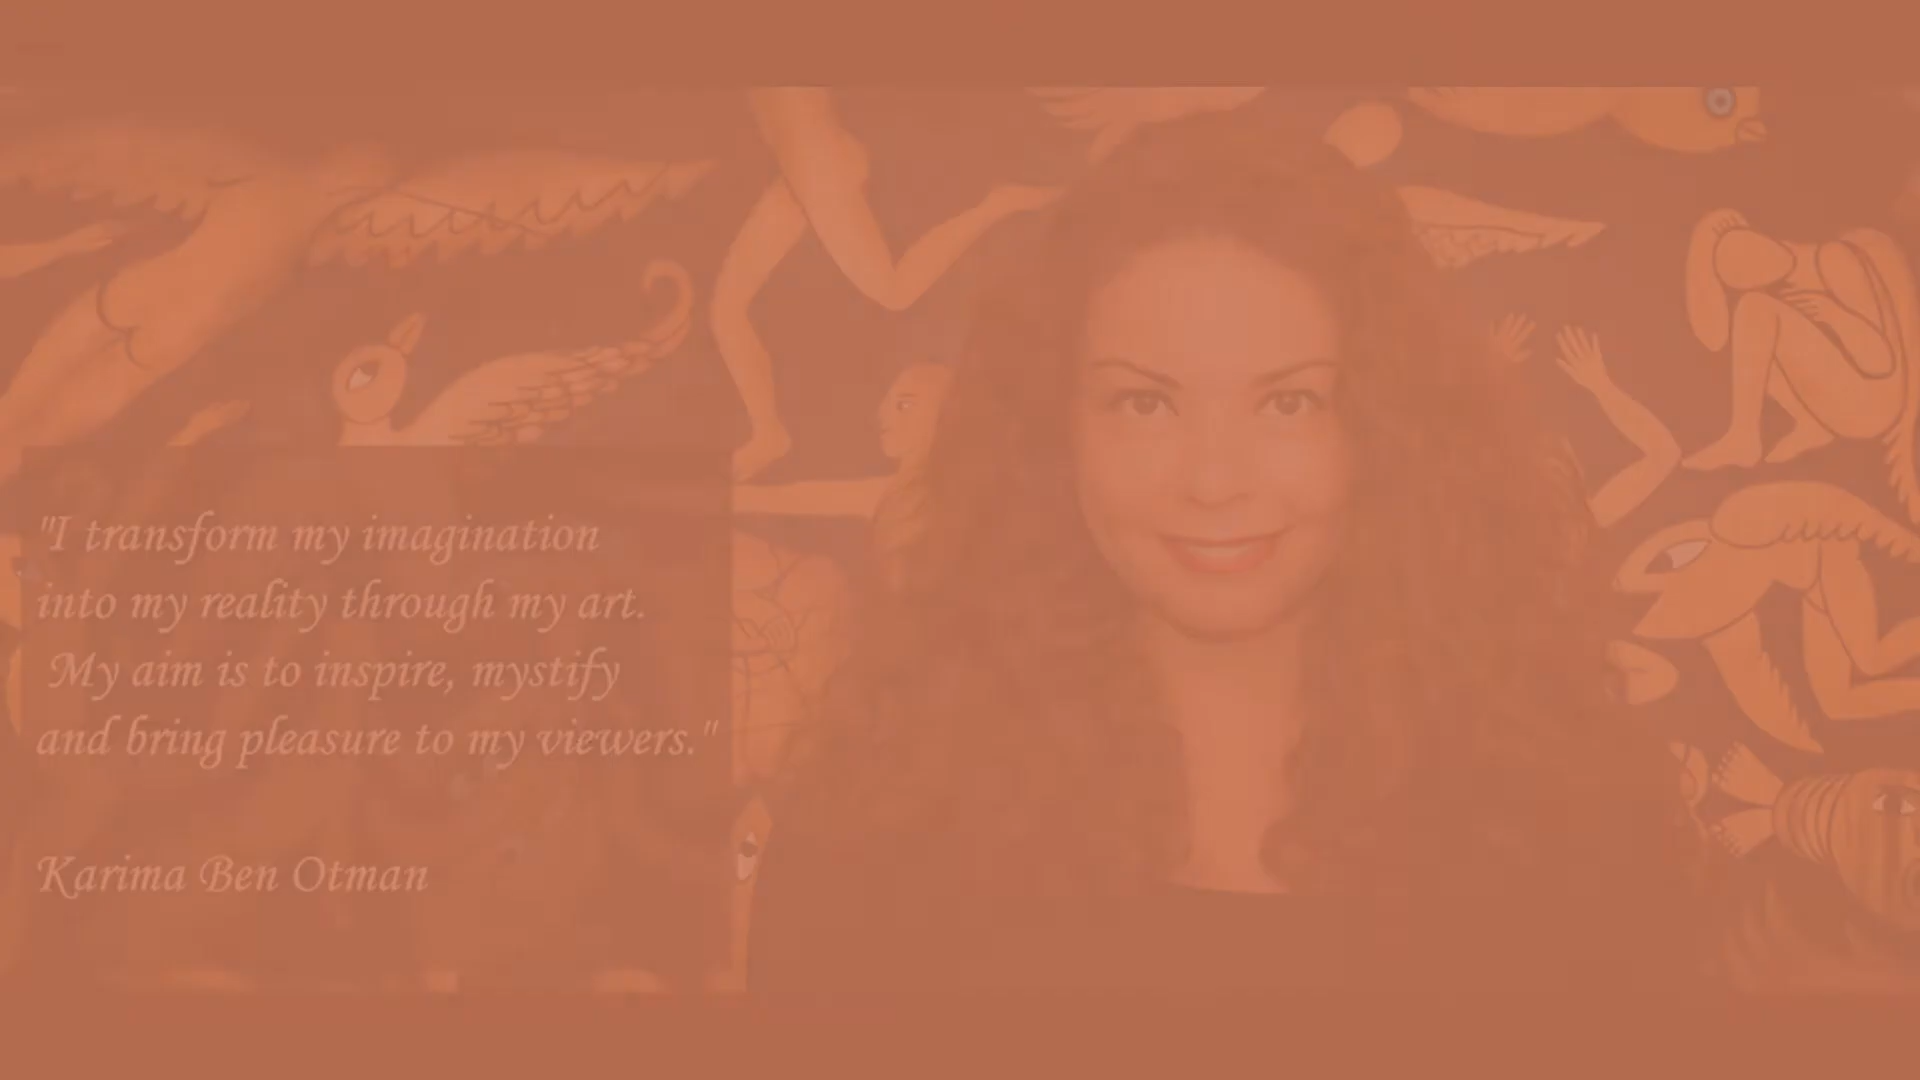 "I transform my imagination
into my reality through my art.
My aim is to inspire, mystify
and bring pleasure to my viewers."
Karima Ben Otman